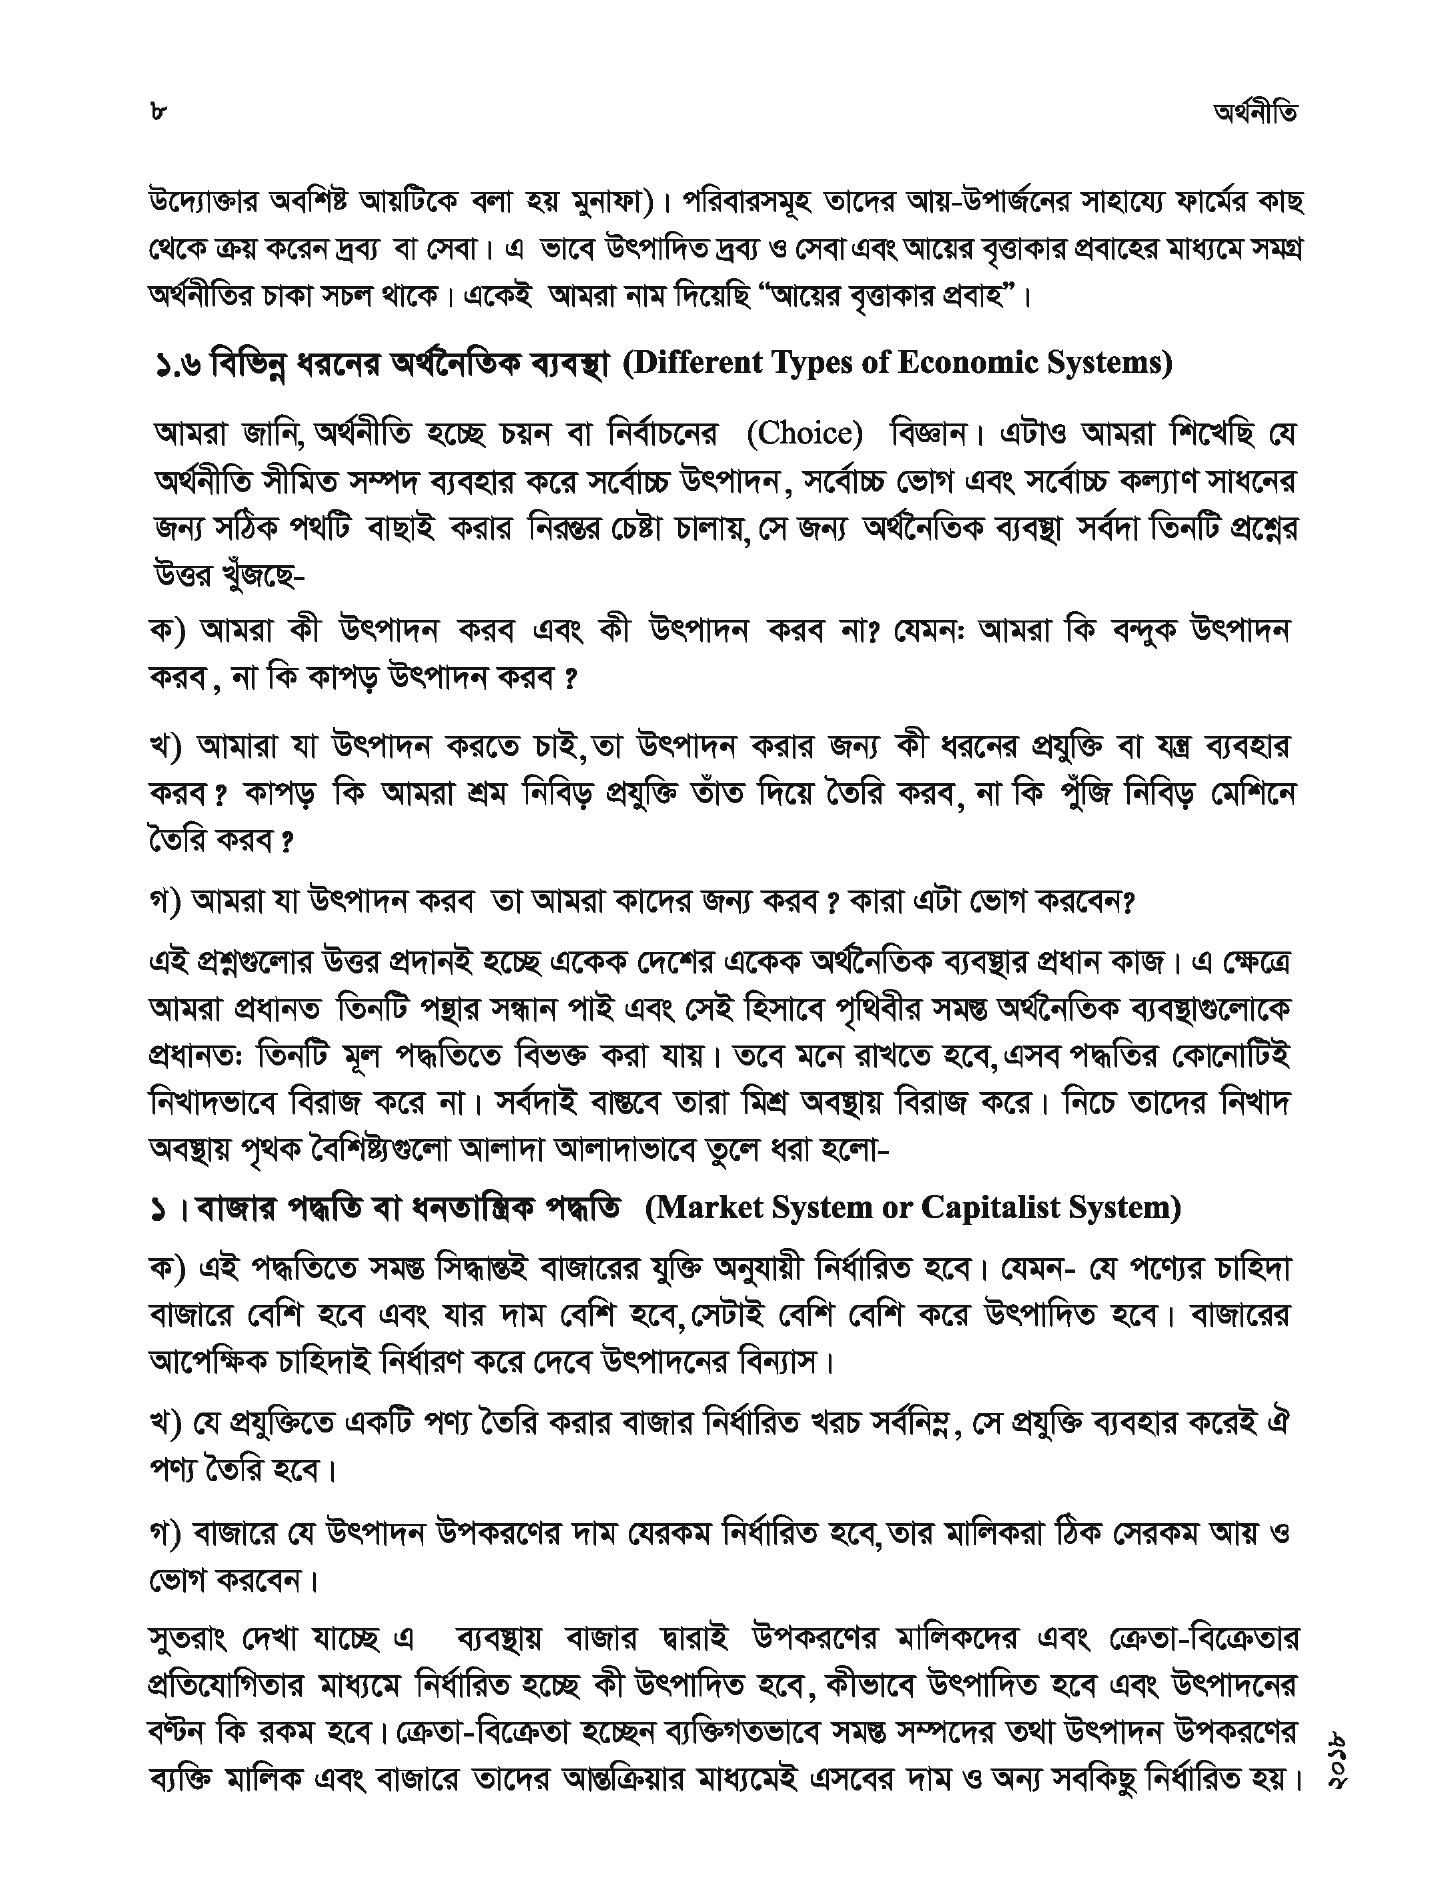 ৮
অর্থনীতি
উদ্যোক্তার অবশিষ্ট আয়টিকে বলা হয় মুনাফা)। পরিবারসমূহ তাদের আয়-উপার্জনের সাহায্যে ফার্মের কাছ
থেকে ক্রয় করেন দ্রব্য বা সেবা। এ ভাবে উৎপাদিত দ্রব্য ও সেবা এবং আয়ের বৃত্তাকার প্রবাহের মাধ্যমে সমগ্র
অর্থনীতির চাকা সচল থাকে। একেই আমরা নাম দিয়েছি “আয়ের বৃত্তাকার প্রবাহ”।
১.৬ বিভিন্ন ধরনের অর্থনৈতিক ব্যবস্থা (Different Types of Economic Systems)
আমরা জানি, অর্থনীতি হচ্ছে চয়ন বা নির্বাচনের (Choice) বিজ্ঞান। এটাও আমরা শিখেছি যে
অর্থনীতি সীমিত সম্পদ ব্যবহার করে সর্বোচ্চ উৎপাদন, সর্বোচ্চ ভোগ এবং সর্বোচ্চ কল্যাণ সাধনের
জন্য সঠিক পথটি বাছাই করার নিরন্তর চেষ্টা চালায়, সে জন্য অর্থনৈতিক ব্যবস্থা সর্বদা তিনটি প্রশ্নের
উত্তর খুঁজছে-
ক) আমরা কী উৎপাদন করব এবং কী উৎপাদন করব না? যেমনঃ আমরা কি বন্দুক উৎপাদন
করব, না কি কাপড় উৎপাদন করব ?
খ) আমারা যা উৎপাদন করতে চাই, তা উৎপাদন করার জন্য কী ধরনের প্রযুক্তি বা যন্ত্র ব্যবহার
করব ? কাপড় কি আমরা শ্রম নিবিড় প্রযুক্তি তাঁত দিয়ে তৈরি করব, না কি পুঁজি নিবিড় মেশিনে
তৈরি করব ?
গ) আমরা যা উৎপাদন করব তা আমরা কাদের জন্য করব ? কারা এটা ভোগ করবেন?
এই প্রশ্নগুলোর উত্তর প্রদানই হচ্ছে একেক দেশের একেক অর্থনৈতিক ব্যবস্থার প্রধান কাজ। এ ক্ষেত্রে
আমরা প্রধানত তিনটি পন্থার সন্ধান পাই এবং সেই হিসাবে পৃথিবীর সমস্ত অর্থনৈতিক ব্যবস্থাগুলোকে
প্রধানতঃ তিনটি মূল পদ্ধতিতে বিভক্ত করা যায়। তবে মনে রাখতে হবে, এসব পদ্ধতির কোনোটিই
নিখাদভাবে বিরাজ করে না। সর্বদাই বাস্তবে তারা মিশ্র অবস্থায় বিরাজ করে। নিচে তাদের নিখাদ
অবস্থায় পৃথক বৈশিষ্ট্যগুলো আলাদা আলাদাভাবে তুলে ধরা হলো-
১। বাজার পদ্ধতি বা ধনতান্ত্রিক পদ্ধতি (Market System or Capitalist System)
ক) এই পদ্ধতিতে সমস্ত সিদ্ধান্তই বাজারের যুক্তি অনুযায়ী নির্ধারিত হবে। যেমন- যে পণ্যের চাহিদা
বাজারে বেশি হবে এবং যার দাম বেশি হবে, সেটাই বেশি বেশি করে উৎপাদিত হবে। বাজারের
আপেক্ষিক চাহিদাই নির্ধারণ করে দেবে উৎপাদনের বিন্যাস।
খ) যে প্রযুক্তিতে একটি পণ্য তৈরি করার বাজার নির্ধারিত খরচ সর্বনিম্ন, সে প্রযুক্তি ব্যবহার করেই ঐ
পণ্য তৈরি হবে।
গ) বাজারে যে উৎপাদন উপকরণের দাম যেরকম নির্ধারিত হবে, তার মালিকরা ঠিক সেরকম আয় ও
ভোগ করবেন।
সুতরাং দেখা যাচ্ছে এ ব্যবস্থায় বাজার দ্বারাই উপকরণের মালিকদের এবং ক্রেতা-বিক্রেতার
প্রতিযোগিতার মাধ্যমে নির্ধারিত হচ্ছে কী উৎপাদিত হবে, কীভাবে উৎপাদিত হবে এবং উৎপাদনের
বণ্টন কি রকম হবে। ক্রেতা-বিক্রেতা হচ্ছেন ব্যক্তিগতভাবে সমস্ত সম্পদের তথা উৎপাদন উপকরণের
ব্যক্তি মালিক এবং বাজারে তাদের আন্তক্রিয়ার মাধ্যমেই এসবের দাম ও অন্য সবকিছু নির্ধারিত হয়।
২০১৮